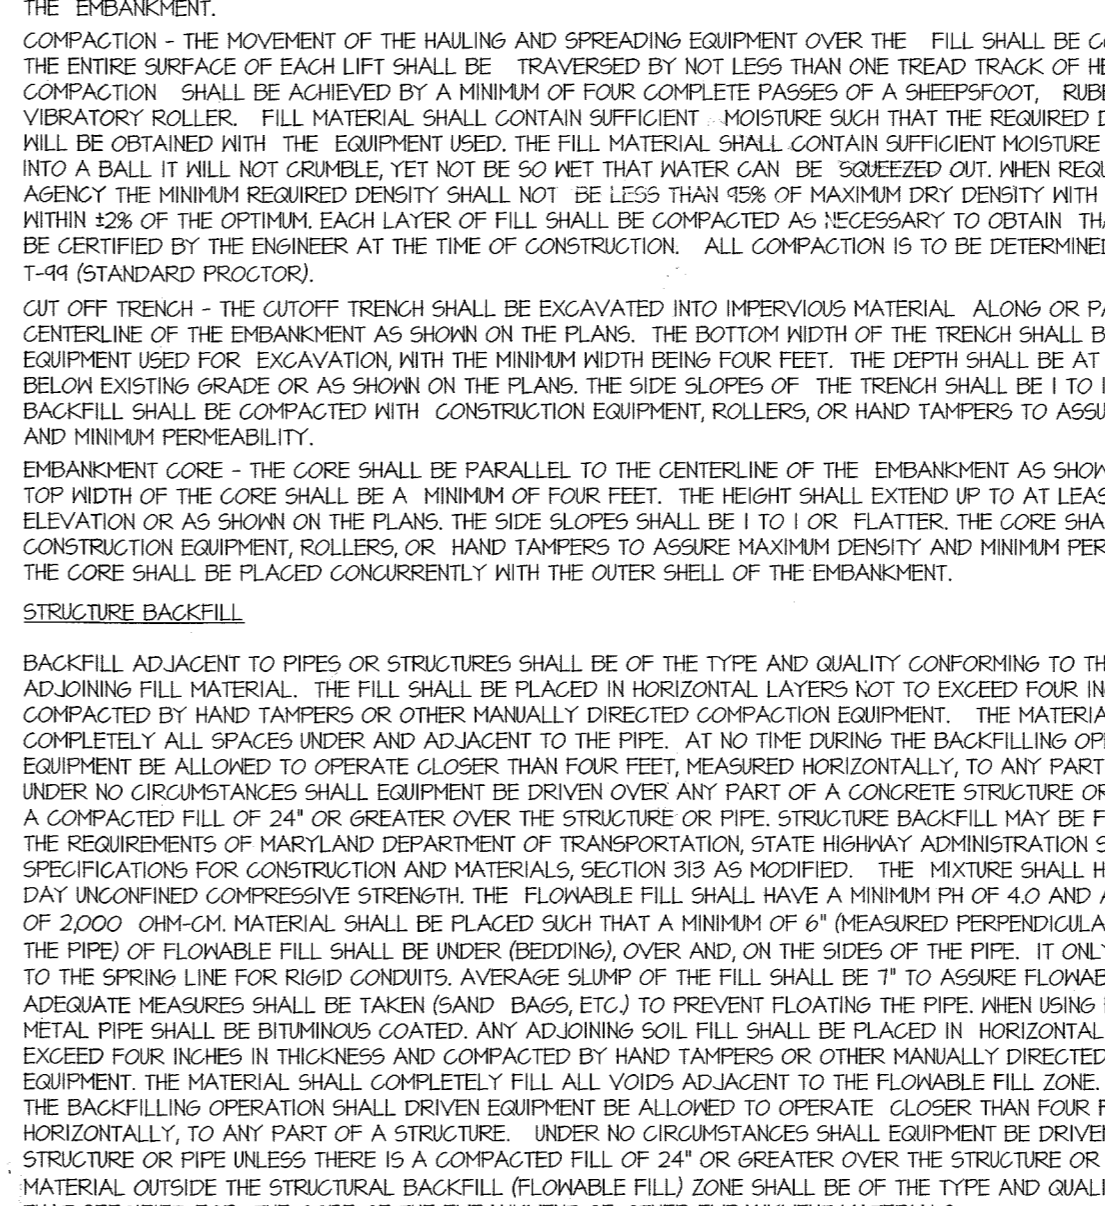 THE EMBANKMENT.
COMPACTION - THE MOVEMENT OF THE HAULING AND SPREADING EQUIPMENT OVER THE FILL SHALL BE
THE ENTIRE SURFACE OF EACH LIFT SHALL BE TRAVERSED BY NOT LESS THAN ONE TREAD TRACK OF
COMPACTION SHALL BE ACHIEVED BY A MINIMUM OF FOUR COMPLETE PASSES OF A SHEEPSFOOT,
VIBRATORY ROLLER. FILL MATERIAL SHALL CONTAIN SUFFICIENT MOISTURE SUCH THAT THE REQUIRED
WILL BE OBTAINED WITH THE EQUIPMENT USED. THE FILL MATERIAL SHALL CONTAIN SUFFICIENT MOISTURE
INTO A BALL IT WILL NOT CRUMBLE, YET NOT BE SO WET THAT WATER CAN BE SQUEEZED OUT. WHEN
AGENCY THE MINIMUM REQUIRED DENSITY SHALL NOT BE LESS THAN 95% OF MAXIMUM DRY DENSITY WITH
WITHIN ±2% OF THE OPTIMUM. EACH LAYER OF FILL SHALL BE COMPACTED AS NECESSARY TO OBTAIN
BE CERTIFIED BY THE ENGINEER AT THE TIME OF CONSTRUCTION. ALL COMPACTION IS TO BE DETERMINED
T-99 (STANDARD PROCTOR).
CUT OFF TRENCH - THE CUTOFF TRENCH SHALL BE EXCAVATED INTO IMPERVIOUS MATERIAL ALONG OR
CENTERLINE OF THE EMBANKMENT AS SHOWN ON THE PLANS. THE BOTTOM WIDTH OF THE TRENCH SHALL
EQUIPMENT USED FOR EXCAVATION, WITH THE MINIMUM WIDTH BEING FOUR FEET. THE DEPTH SHALL BE AT
BELOW EXISTING GRADE OR AS SHOWN ON THE PLANS. THE SIDE SLOPES OF THE TRENCH SHALL BE 1 TO 1
BACKFILL SHALL BE COMPACTED WITH CONSTRUCTION EQUIPMENT, ROLLERS, OR HAND TAMPERS TO
AND MINIMUM PERMEABILITY.
EMBANKMENT CORE - THE CORE SHALL BE PARALLEL TO THE CENTERLINE OF THE EMBANKMENT AS
TOP WIDTH OF THE CORE SHALL BE A MINIMUM OF FOUR FEET. THE HEIGHT SHALL EXTEND UP TO AT
ELEVATION OR AS SHOWN ON THE PLANS. THE SIDE SLOPES SHALL BE 1 TO 1 OR FLATTER. THE CORE
CONSTRUCTION EQUIPMENT, ROLLERS, OR HAND TAMPERS TO ASSURE MAXIMUM DENSITY AND MINIMUM
THE CORE SHALL BE PLACED CONCURRENTLY WITH THE OUTER SHELL OF THE EMBANKMENT.
STRUCTURE BACKFILL
BACKFILL ADJACENT TO PIPES OR STRUCTURES SHALL BE OF THE TYPE AND QUALITY CONFORMING TO
ADJOINING FILL MATERIAL. THE FILL SHALL BE PLACED IN HORIZONTAL LAYERS NOT TO EXCEED FOUR
COMPACTED BY HAND TAMPERS OR OTHER MANUALLY DIRECTED COMPACTION EQUIPMENT. THE
COMPLETELY ALL SPACES UNDER AND ADJACENT TO THE PIPE. AT NO TIME DURING THE BACKFILLING
EQUIPMENT BE ALLOWED TO OPERATE CLOSER THAN FOUR FEET, MEASURED HORIZONTALLY, TO ANY PART
UNDER NO CIRCUMSTANCES SHALL EQUIPMENT BE DRIVEN OVER ANY PART OF A CONCRETE STRUCTURE OR
A COMPACTED FILL OF 24" OR GREATER OVER THE STRUCTURE OR PIPE. STRUCTURE BACKFILL MAY BE
THE REQUIREMENTS OF MARYLAND DEPARTMENT OF TRANSPORTATION, STATE HIGHWAY ADMINISTRATION
SPECIFICATIONS FOR CONSTRUCTION AND MATERIALS, SECTION 313 AS MODIFIED. THE MIXTURE SHALL
DAY UNCONFINED COMPRESSIVE STRENGTH. THE FLOWABLE FILL SHALL HAVE A MINIMUM PH OF 4.0 AND
OF 2,000 OHM-CM. MATERIAL SHALL BE PLACED SUCH THAT A MINIMUM OF 6" (MEASURED
THE PIPE) OF FLOWABLE FILL SHALL BE UNDER (BEDDING), OVER AND, ON THE SIDES OF THE PIPE. IT
TO THE SPRING LINE FOR RIGID CONDUITS. AVERAGE SLUMP OF THE FILL SHALL BE 7" TO ASSURE
ADEQUATE MEASURES SHALL BE TAKEN (SAND BAGS, ETC.) TO PREVENT FLOATING THE PIPE. WHEN USING
METAL PIPE SHALL BE BITUMINOUS COATED. ANY ADJOINING SOIL FILL SHALL BE PLACED IN HORIZONTAL
EXCEED FOUR INCHES IN THICKNESS AND COMPACTED BY HAND TAMPERS OR OTHER MANUALLY DIRECTED
EQUIPMENT. THE MATERIAL SHALL COMPLETELY FILL ALL VOIDS ADJACENT TO THE FLOWABLE FILL ZONE.
THE BACKFILLING OPERATION SHALL DRIVEN EQUIPMENT BE ALLOWED TO OPERATE CLOSER THAN FOUR
HORIZONTALLY, TO ANY PART OF A STRUCTURE. UNDER NO CIRCUMSTANCES SHALL EQUIPMENT BE
STRUCTURE OR PIPE UNLESS THERE IS A COMPACTED FILL OF 24" OR GREATER OVER THE STRUCTURE OR
MATERIAL OUTSIDE THE STRUCTURAL BACKFILL (FLOWABLE FILL) ZONE SHALL BE OF THE TYPE AND